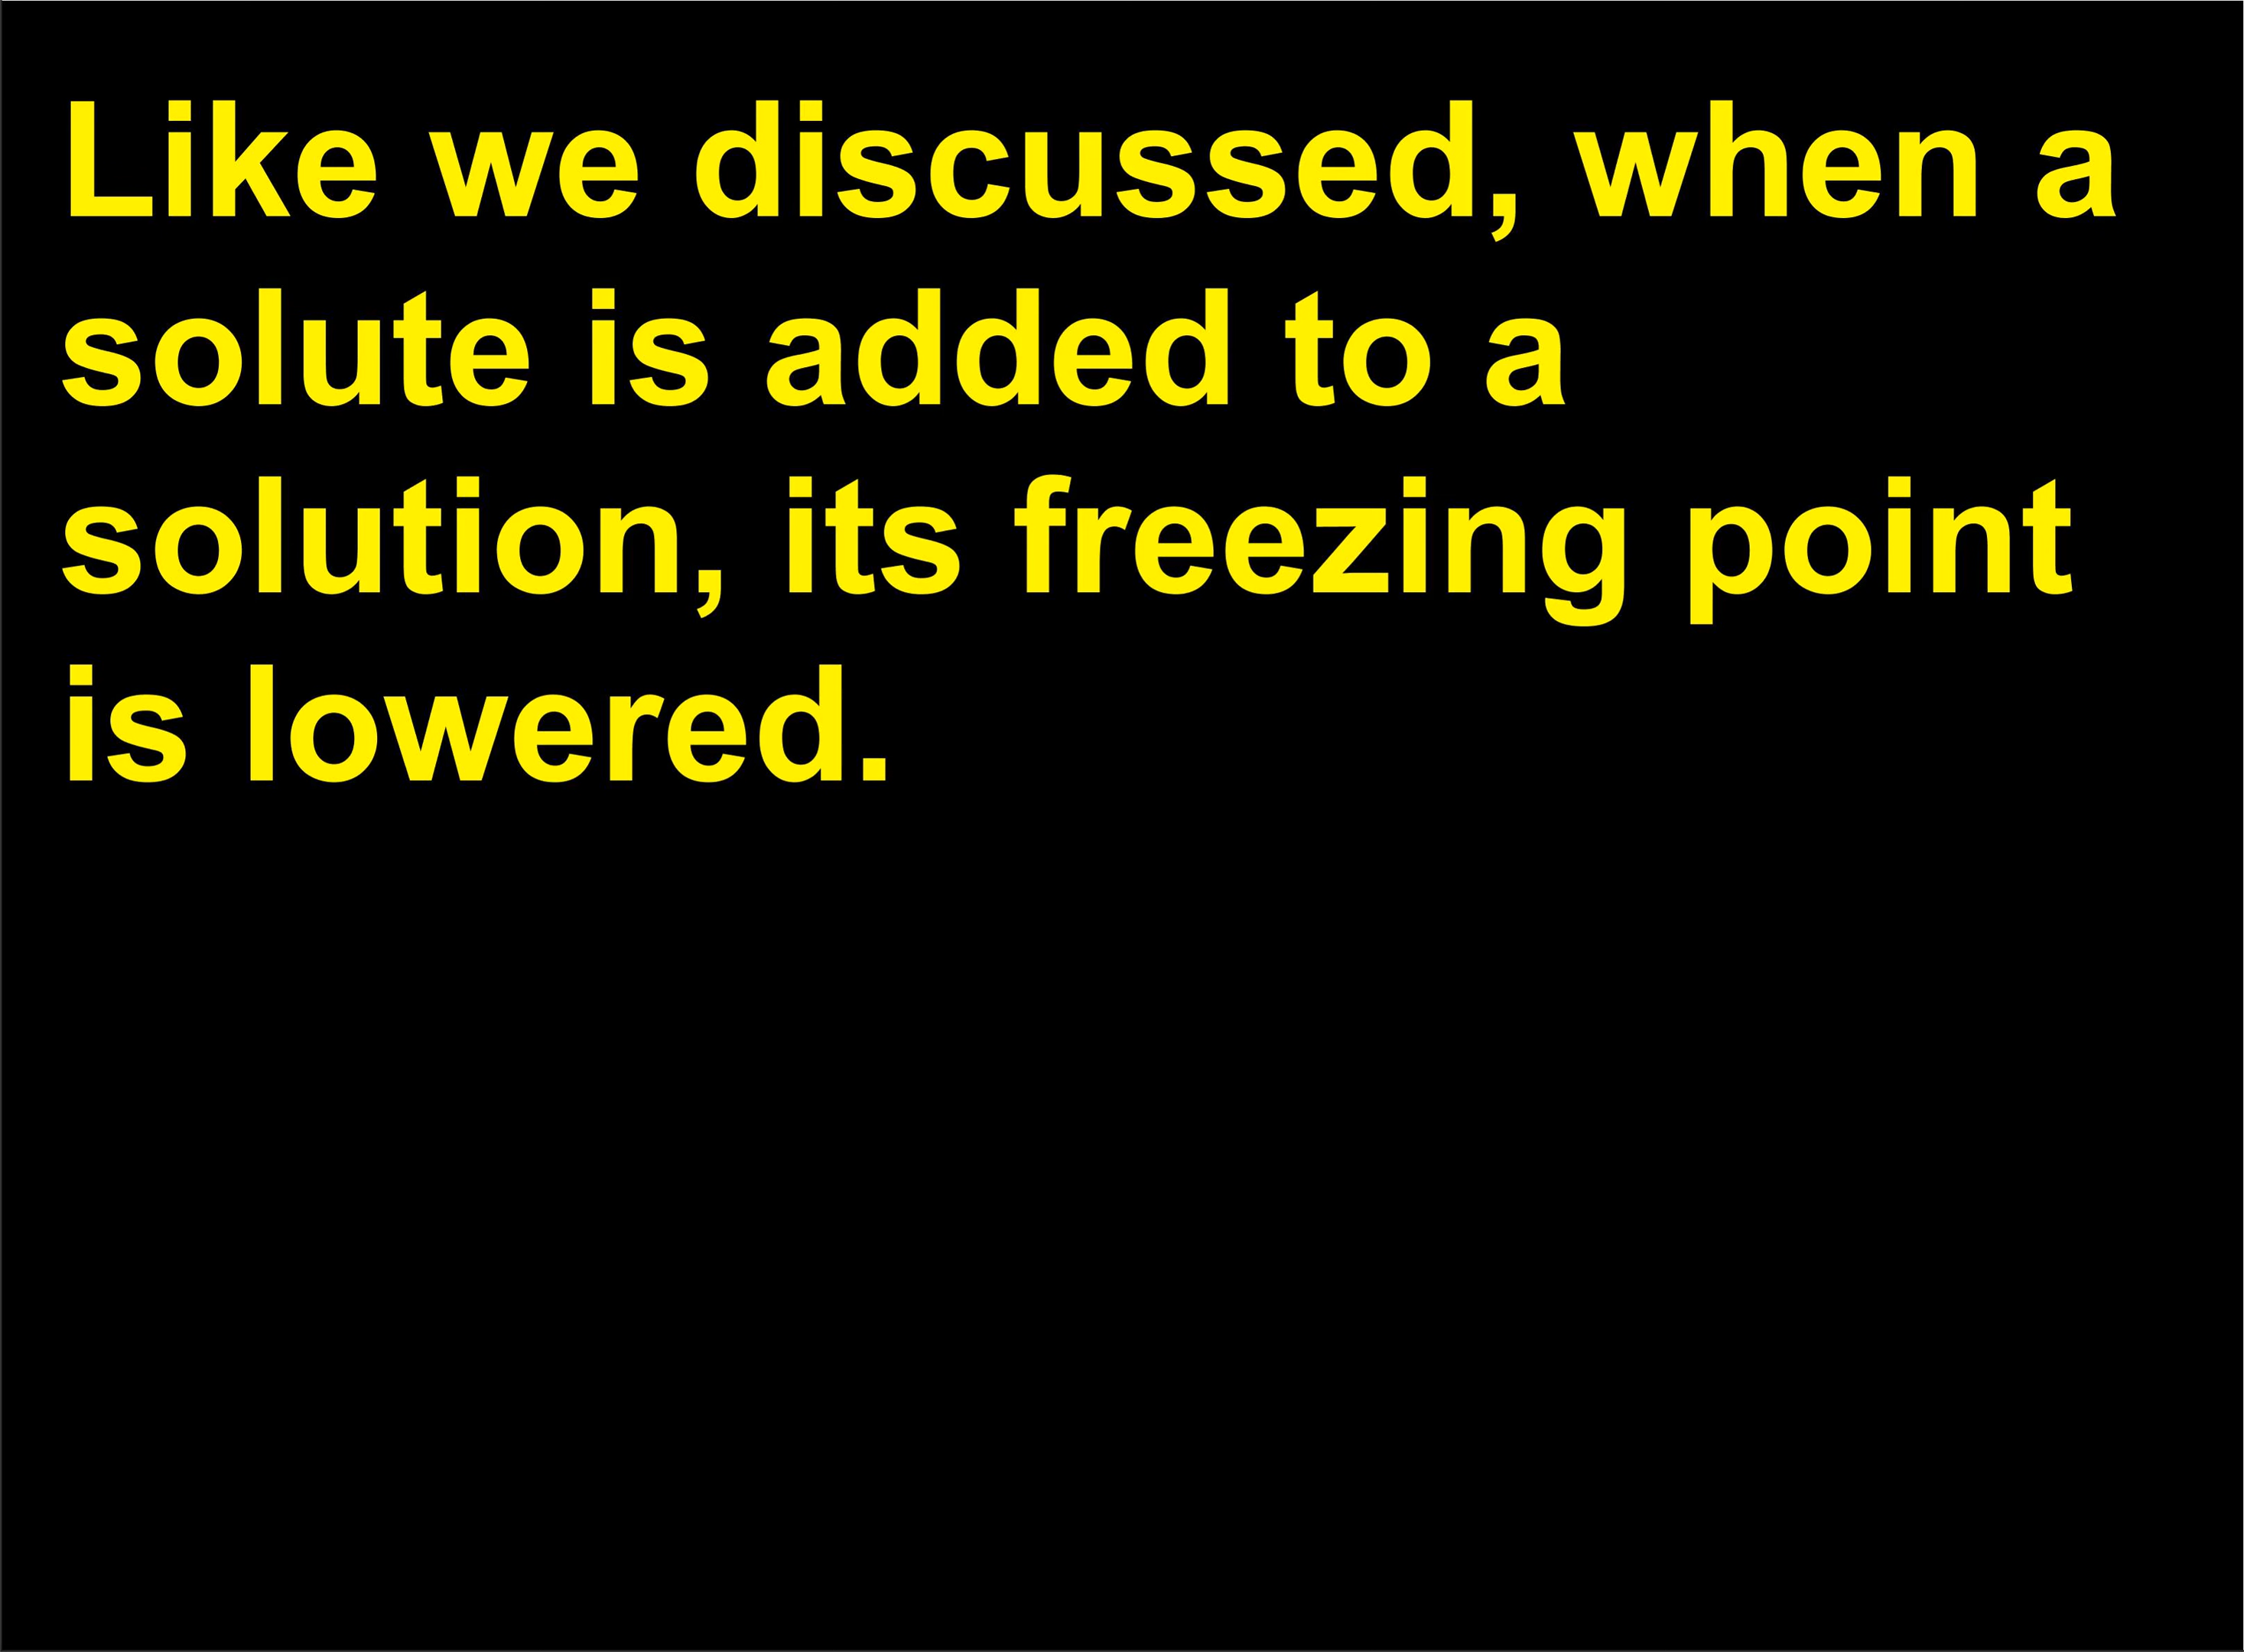 Like we discussed, when a
solute is added to a
solution, its freezing point
is lowered.